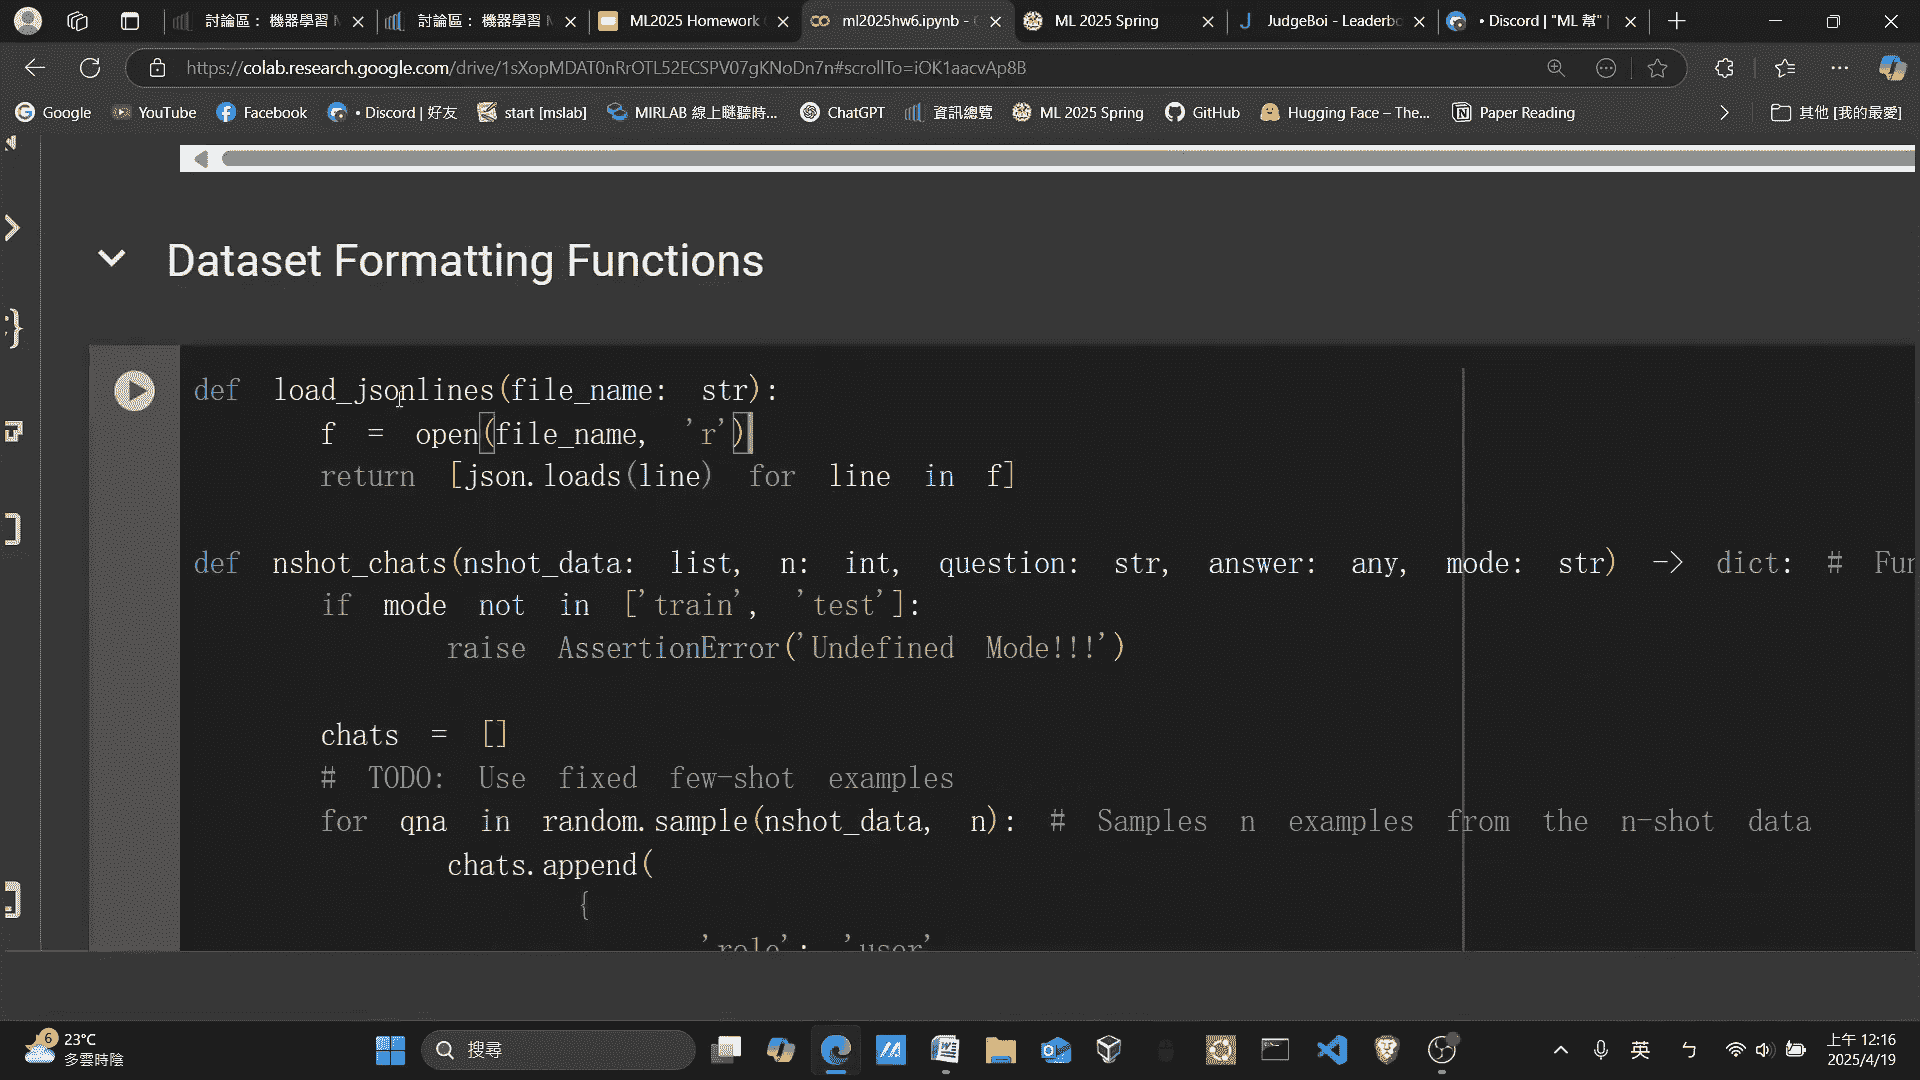 討論區： 機器學習
討論區： 機器學習
ML2025 Homework
ml2025hw6.ipynb -
ML 2025 Spring
JudgeBoi - Leaderbo
• Discord | "ML 幫" |
https://colab.research.google.com/drive/1sXopMDAT0nRrOTL52ECSPV07gKNoDn7n#scrollTo=iOK1aacvAp8B
Google
YouTube
Facebook
• Discord | 好友
start [mslab]
MIRLAB 線上瞇聽時...
ChatGPT
資訊總覽
ML 2025 Spring
GitHub
Hugging Face – The...
Paper Reading
其他 [我的最愛]
Dataset Formatting Functions
def load_jsonlines(file_name: str):
f = open(file_name, 'r')
return [json.loads(line) for line in f]
def nshot_chats(nshot_data: list, n: int, question: str, answer: any, mode: str) -> dict: # Fun
if mode not in ['train', 'test']:
raise AssertionError('Undefined Mode!!!')
chats = []
# TODO: Use fixed few-shot examples
for qna in random.sample(nshot_data, n): # Samples n examples from the n-shot data
chats.append(
{
'role': 'user'
6
23°C
多雲時陰
搜尋
英
ㄅ
上午 12:16
2025/4/19